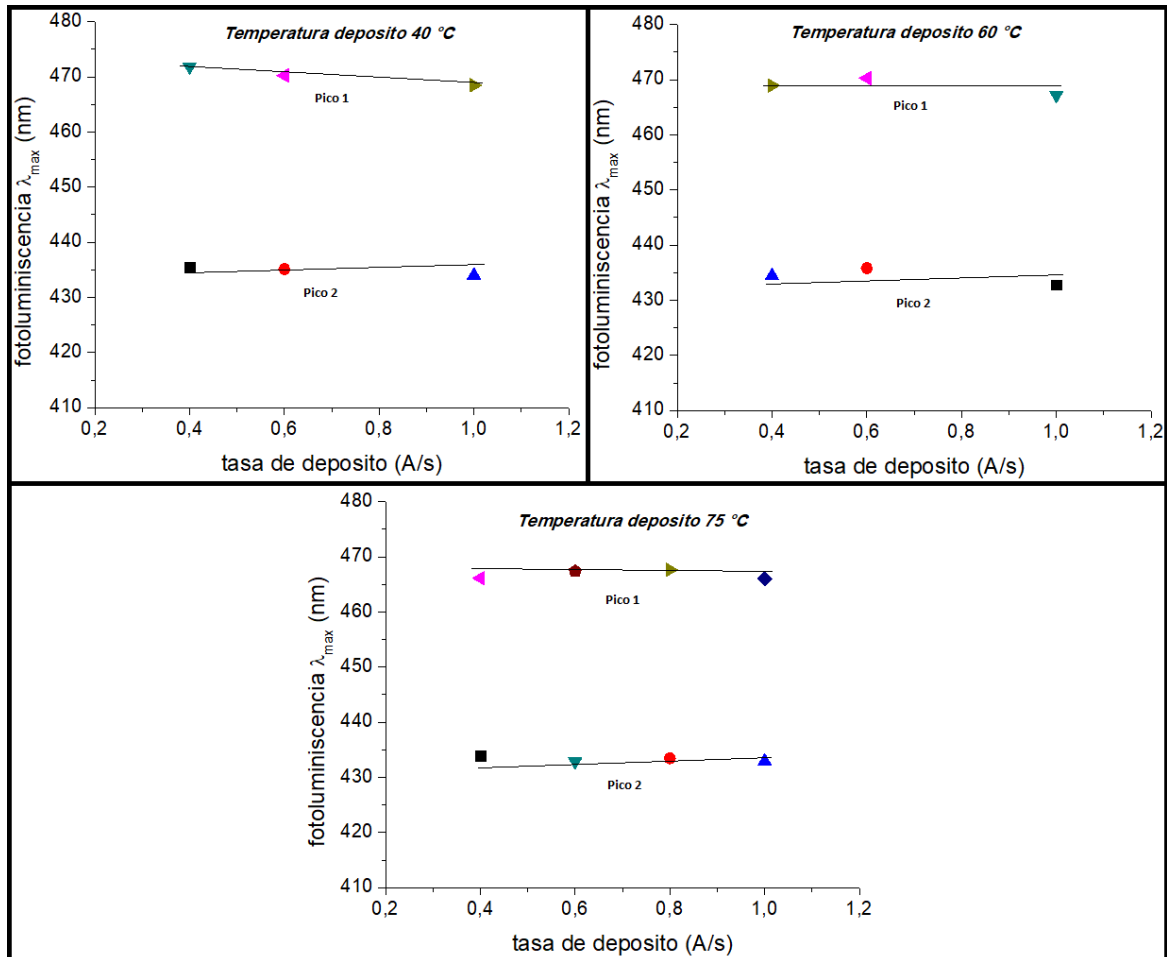 Temperatura deposito 40 °C
fotoluminiscencia λmax (nm)
480
470
460
450
440
430
420
410
Pico 1
Pico 2
0,2 0,4 0,6 0,8 1,0 1,2
tasa de deposito (A/s)
Temperatura deposito 60 °C
fotoluminiscencia λmax (nm)
480
470
460
450
440
430
420
410
Pico 1
Pico 2
0,2 0,4 0,6 0,8 1,0 1,2
tasa de deposito (A/s)
Temperatura deposito 75 °C
fotoluminiscencia λmax (nm)
480
470
460
450
440
430
420
410
Pico 1
Pico 2
0,2 0,4 0,6 0,8 1,0 1,2
tasa de deposito (A/s)